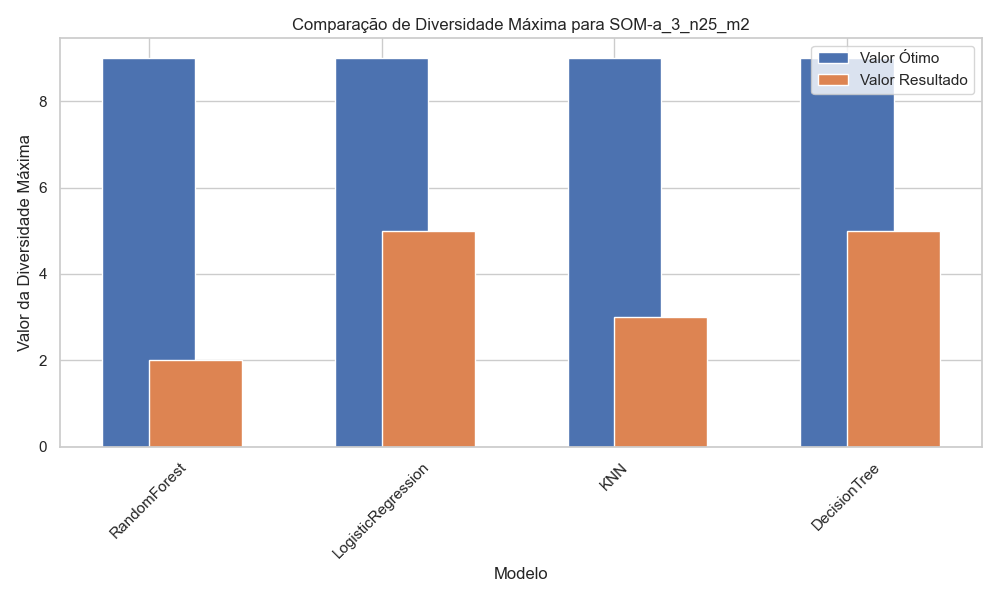 Comparação de Diversidade Máxima para SOM-a_3_n25_m2
Valor Ótimo
Valor Resultado
Valor da Diversidade Máxima
8
6
4
2
0
RandomForest
LogisticRegression
KNN
DecisionTree
Modelo